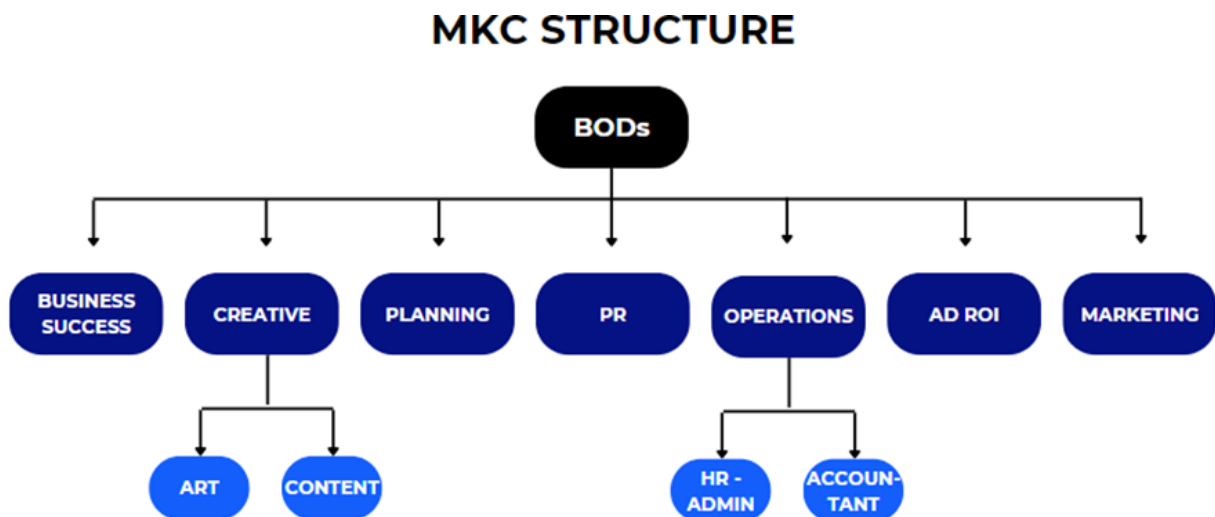 MKC STRUCTURE
BODs
BUSINESS
SUCCESS
CREATIVE
PLANNING
PR
OPERATIONS
AD ROI
MARKETING
ART
CONTENT
HR -
ADMIN
ACCOUN-
TANT